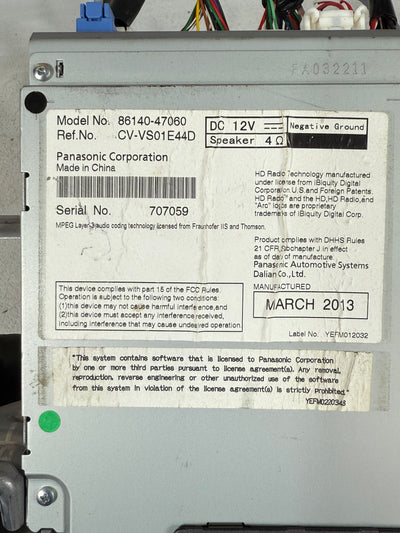 FA032211
Model No. 86140-47060
Ref.No. CV-VS01E44D
DC 12V Negative Ground
Speaker 4Ω
Panasonic Corporation
Made in China
Serial No. 707059
MPEG Layer-3 audio coding technology licensed from Fraunhofer IIS and Thomson.
HD Radio Technology manufactured
under license from iBiquity Digital
Corporation. U.S. and Foreign Patents.
HD Radio™ and the HD, HD Radio, and
"Arc" logos are proprietary
trademarks of iBiquity Digital Corp.
Product complies with DHHS Rules
21 CFR Subchapter J in effect
as of day of manufacture.
Panasonic Automotive Systems
Dalian Co., Ltd.
MANUFACTURED
MARCH 2013
This device complies with part 15 of the FCC Rules.
Operation is subject to the following two conditions:
(1)this device may not cause harmful interference, and
(2)this device must accept any interference received,
including interference that may cause undesired operation.
Label No. YEFM012032
"This system contains software that is licensed to Panasonic Corporation
by one or more third parties pursuant to license agreement(s). Any removal,
reproduction, reverse engineering or other unauthorized use of the software
from this system in violation of the license agreement(s) is strictly prohibited."
YEFM022034S